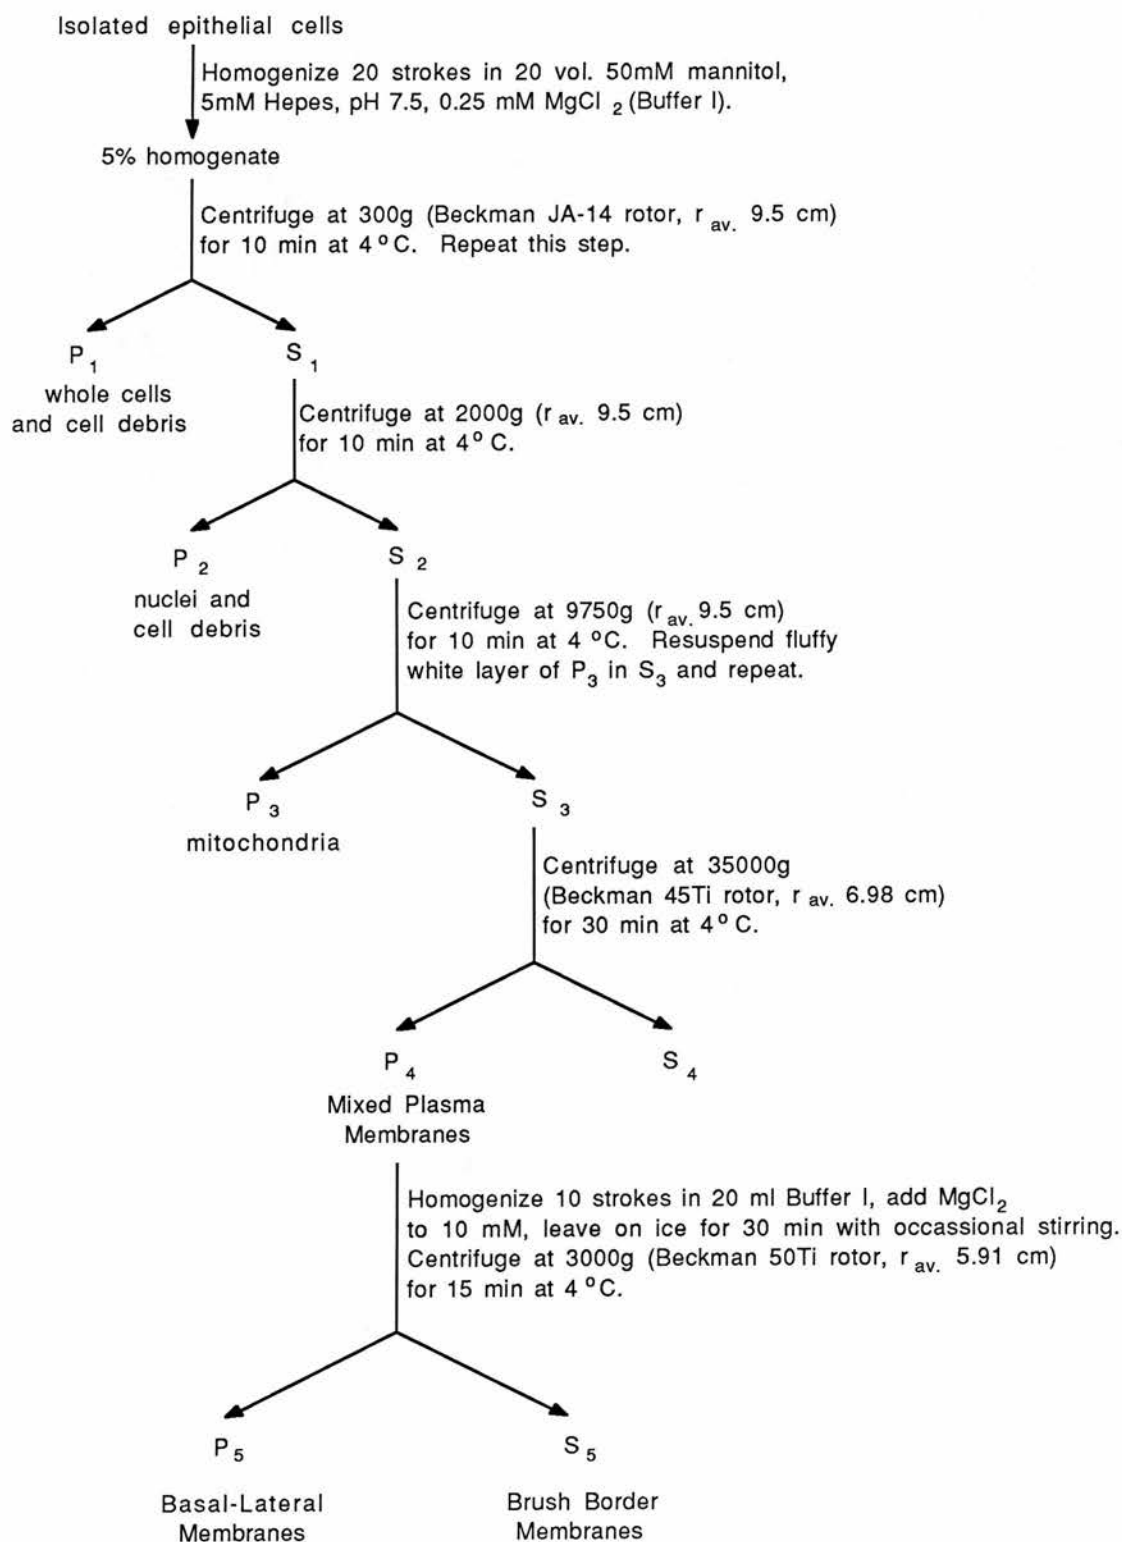 Isolated epithelial cells
Homogenize 20 strokes in 20 vol. 50mM mannitol,
5mM Hepes, pH 7.5, 0.25 mM MgCl 2 (Buffer I).
5% homogenate
Centrifuge at 300g (Beckman JA-14 rotor, r av. 9.5 cm)
for 10 min at 4°C. Repeat this step.
P 1
S 1
whole cells
and cell debris
Centrifuge at 2000g (r av. 9.5 cm)
for 10 min at 4°C.
P 2
S 2
nuclei and
cell debris
Centrifuge at 9750g (r av. 9.5 cm)
for 10 min at 4 °C. Resuspend fluffy
white layer of P3 in S3 and repeat.
P 3
S 3
mitochondria
Centrifuge at 35000g
(Beckman 45Ti rotor, r av. 6.98 cm)
for 30 min at 4°C.
P 4
S 4
Mixed Plasma
Membranes
Homogenize 10 strokes in 20 ml Buffer I, add MgCl2
to 10 mM, leave on ice for 30 min with occassional stirring.
Centrifuge at 3000g (Beckman 50Ti rotor, r av. 5.91 cm)
for 15 min at 4°C.
P5
S5
Basal-Lateral
Membranes
Brush Border
Membranes